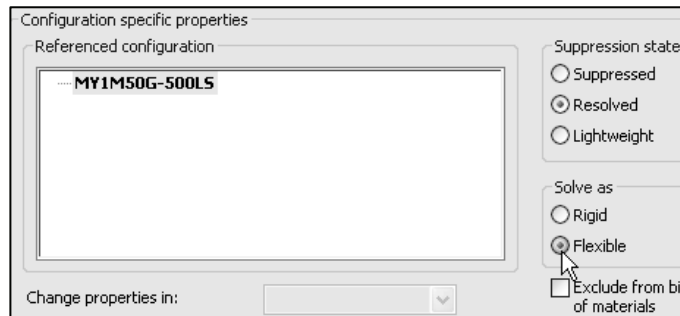 Configuration specific properties
Referenced configuration
MY1M50G-500LS
Change properties in:
Suppression state
Suppressed
Resolved
Lightweight
Solve as
Rigid
Flexible
Exclude from bi
of materials